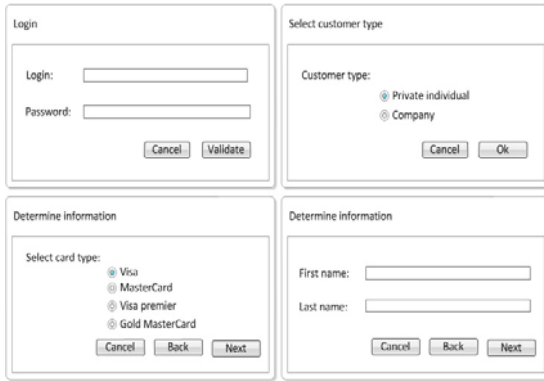 Login
Login:
Password:
Cancel Validate
Select customer type
Customer type:
Private individual
Company
Cancel Ok
Determine information
Select card type:
Visa
MasterCard
Visa premier
Gold MasterCard
Cancel Back Next
Determine information
First name:
Last name:
Cancel Back Next